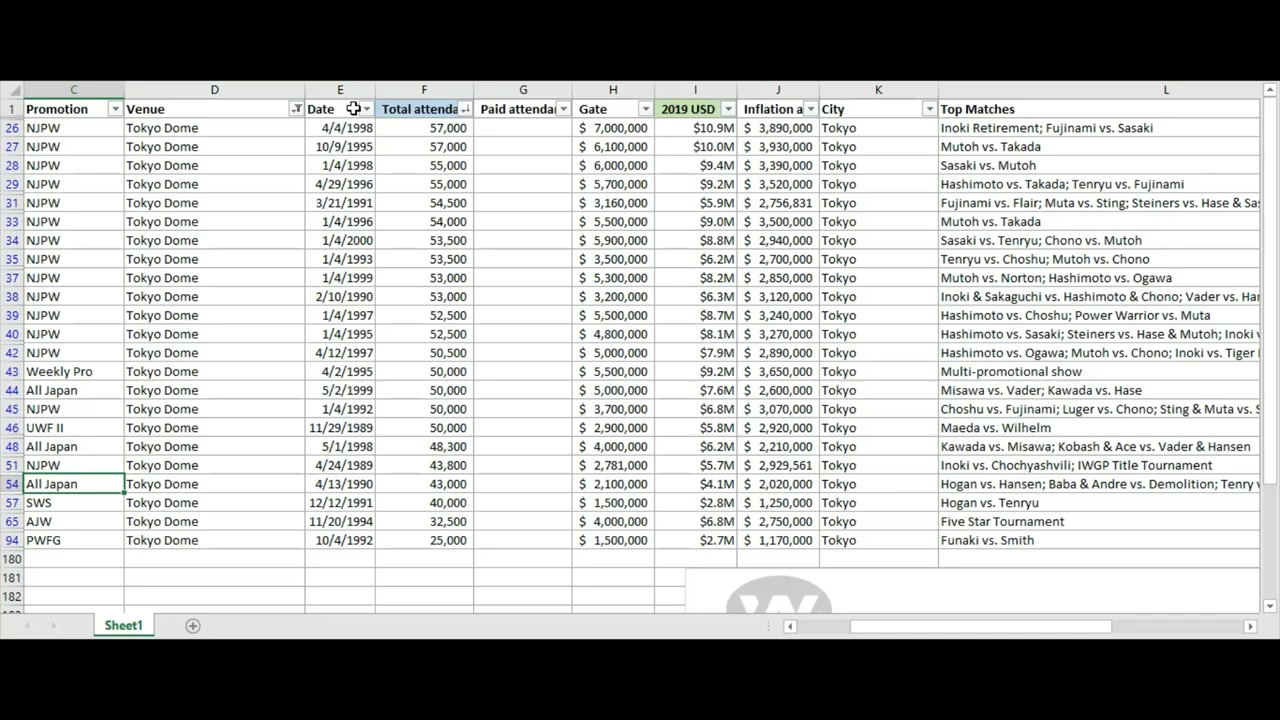 C D E F G H I J K L
1 Promotion Venue Date Total attenda Paid attendar Gate 2019 USD Inflation a City Top Matches
26 NJPW Tokyo Dome 4/4/1998 57,000 $ 7,000,000 $10.9M $ 3,890,000 Tokyo Inoki Retirement; Fujinami vs. Sasaki
27 NJPW Tokyo Dome 10/9/1995 57,000 $ 6,100,000 $10.0M $ 3,930,000 Tokyo Mutoh vs. Takada
28 NJPW Tokyo Dome 1/4/1998 55,000 $ 6,000,000 $9.4M $ 3,390,000 Tokyo Sasaki vs. Mutoh
29 NJPW Tokyo Dome 4/29/1996 55,000 $ 5,700,000 $9.2M $ 3,520,000 Tokyo Hashimoto vs. Takada; Tenryu vs. Fujinami
31 NJPW Tokyo Dome 3/21/1991 54,500 $ 3,160,000 $5.9M $ 2,756,831 Tokyo Fujinami vs. Flair; Muta vs. Sting; Steiners vs. Hase & Sas
33 NJPW Tokyo Dome 1/4/1996 54,000 $ 5,500,000 $9.0M $ 3,500,000 Tokyo Mutoh vs. Takada
34 NJPW Tokyo Dome 1/4/2000 53,500 $ 5,900,000 $8.8M $ 2,940,000 Tokyo Sasaki vs. Tenryu; Chono vs. Mutoh
35 NJPW Tokyo Dome 1/4/1993 53,500 $ 3,500,000 $6.2M $ 2,700,000 Tokyo Tenryu vs. Choshu; Mutoh vs. Chono
37 NJPW Tokyo Dome 1/4/1999 53,000 $ 5,300,000 $8.2M $ 2,850,000 Tokyo Mutoh vs. Norton; Hashimoto vs. Ogawa
38 NJPW Tokyo Dome 2/10/1990 53,000 $ 3,200,000 $6.3M $ 3,120,000 Tokyo Inoki & Sakaguchi vs. Hashimoto & Chono; Vader vs. Han
39 NJPW Tokyo Dome 1/4/1997 52,500 $ 5,500,000 $8.7M $ 3,240,000 Tokyo Hashimoto vs. Choshu; Power Warrior vs. Muta
40 NJPW Tokyo Dome 1/4/1995 52,500 $ 4,800,000 $8.1M $ 3,270,000 Tokyo Hashimoto vs. Sasaki; Steiners vs. Hase & Mutoh; Inoki v
42 NJPW Tokyo Dome 4/12/1997 50,500 $ 5,000,000 $7.9M $ 2,890,000 Tokyo Hashimoto vs. Ogawa; Mutoh vs. Chono; Inoki vs. Tiger
43 Weekly Pro Tokyo Dome 4/2/1995 50,000 $ 5,500,000 $9.2M $ 3,650,000 Tokyo Multi-promotional show
44 All Japan Tokyo Dome 5/2/1999 50,000 $ 5,000,000 $7.6M $ 2,600,000 Tokyo Misawa vs. Vader; Kawada vs. Hase
45 NJPW Tokyo Dome 1/4/1992 50,000 $ 3,700,000 $6.8M $ 3,070,000 Tokyo Choshu vs. Fujinami; Luger vs. Chono; Sting & Muta vs. S
46 UWF II Tokyo Dome 11/29/1989 50,000 $ 2,900,000 $5.8M $ 2,920,000 Tokyo Maeda vs. Wilhelm
48 All Japan Tokyo Dome 5/1/1998 48,300 $ 4,000,000 $6.2M $ 2,210,000 Tokyo Kawada vs. Misawa; Kobash & Ace vs. Vader & Hansen
51 NJPW Tokyo Dome 4/24/1989 43,800 $ 2,781,000 $5.7M $ 2,929,561 Tokyo Inoki vs. Chochyashvili; IWGP Title Tournament
54 All Japan Tokyo Dome 4/13/1990 43,000 $ 2,100,000 $4.1M $ 2,020,000 Tokyo Hogan vs. Hansen; Baba & Andre vs. Demolition; Tenry v
57 SWS Tokyo Dome 12/12/1991 40,000 $ 1,500,000 $2.8M $ 1,250,000 Tokyo Hogan vs. Tenryu
65 AJW Tokyo Dome 11/20/1994 32,500 $ 4,000,000 $6.8M $ 2,750,000 Tokyo Five Star Tournament
94 PWFG Tokyo Dome 10/4/1992 25,000 $ 1,500,000 $2.7M $ 1,170,000 Tokyo Funaki vs. Smith
180
181
182
Sheet1